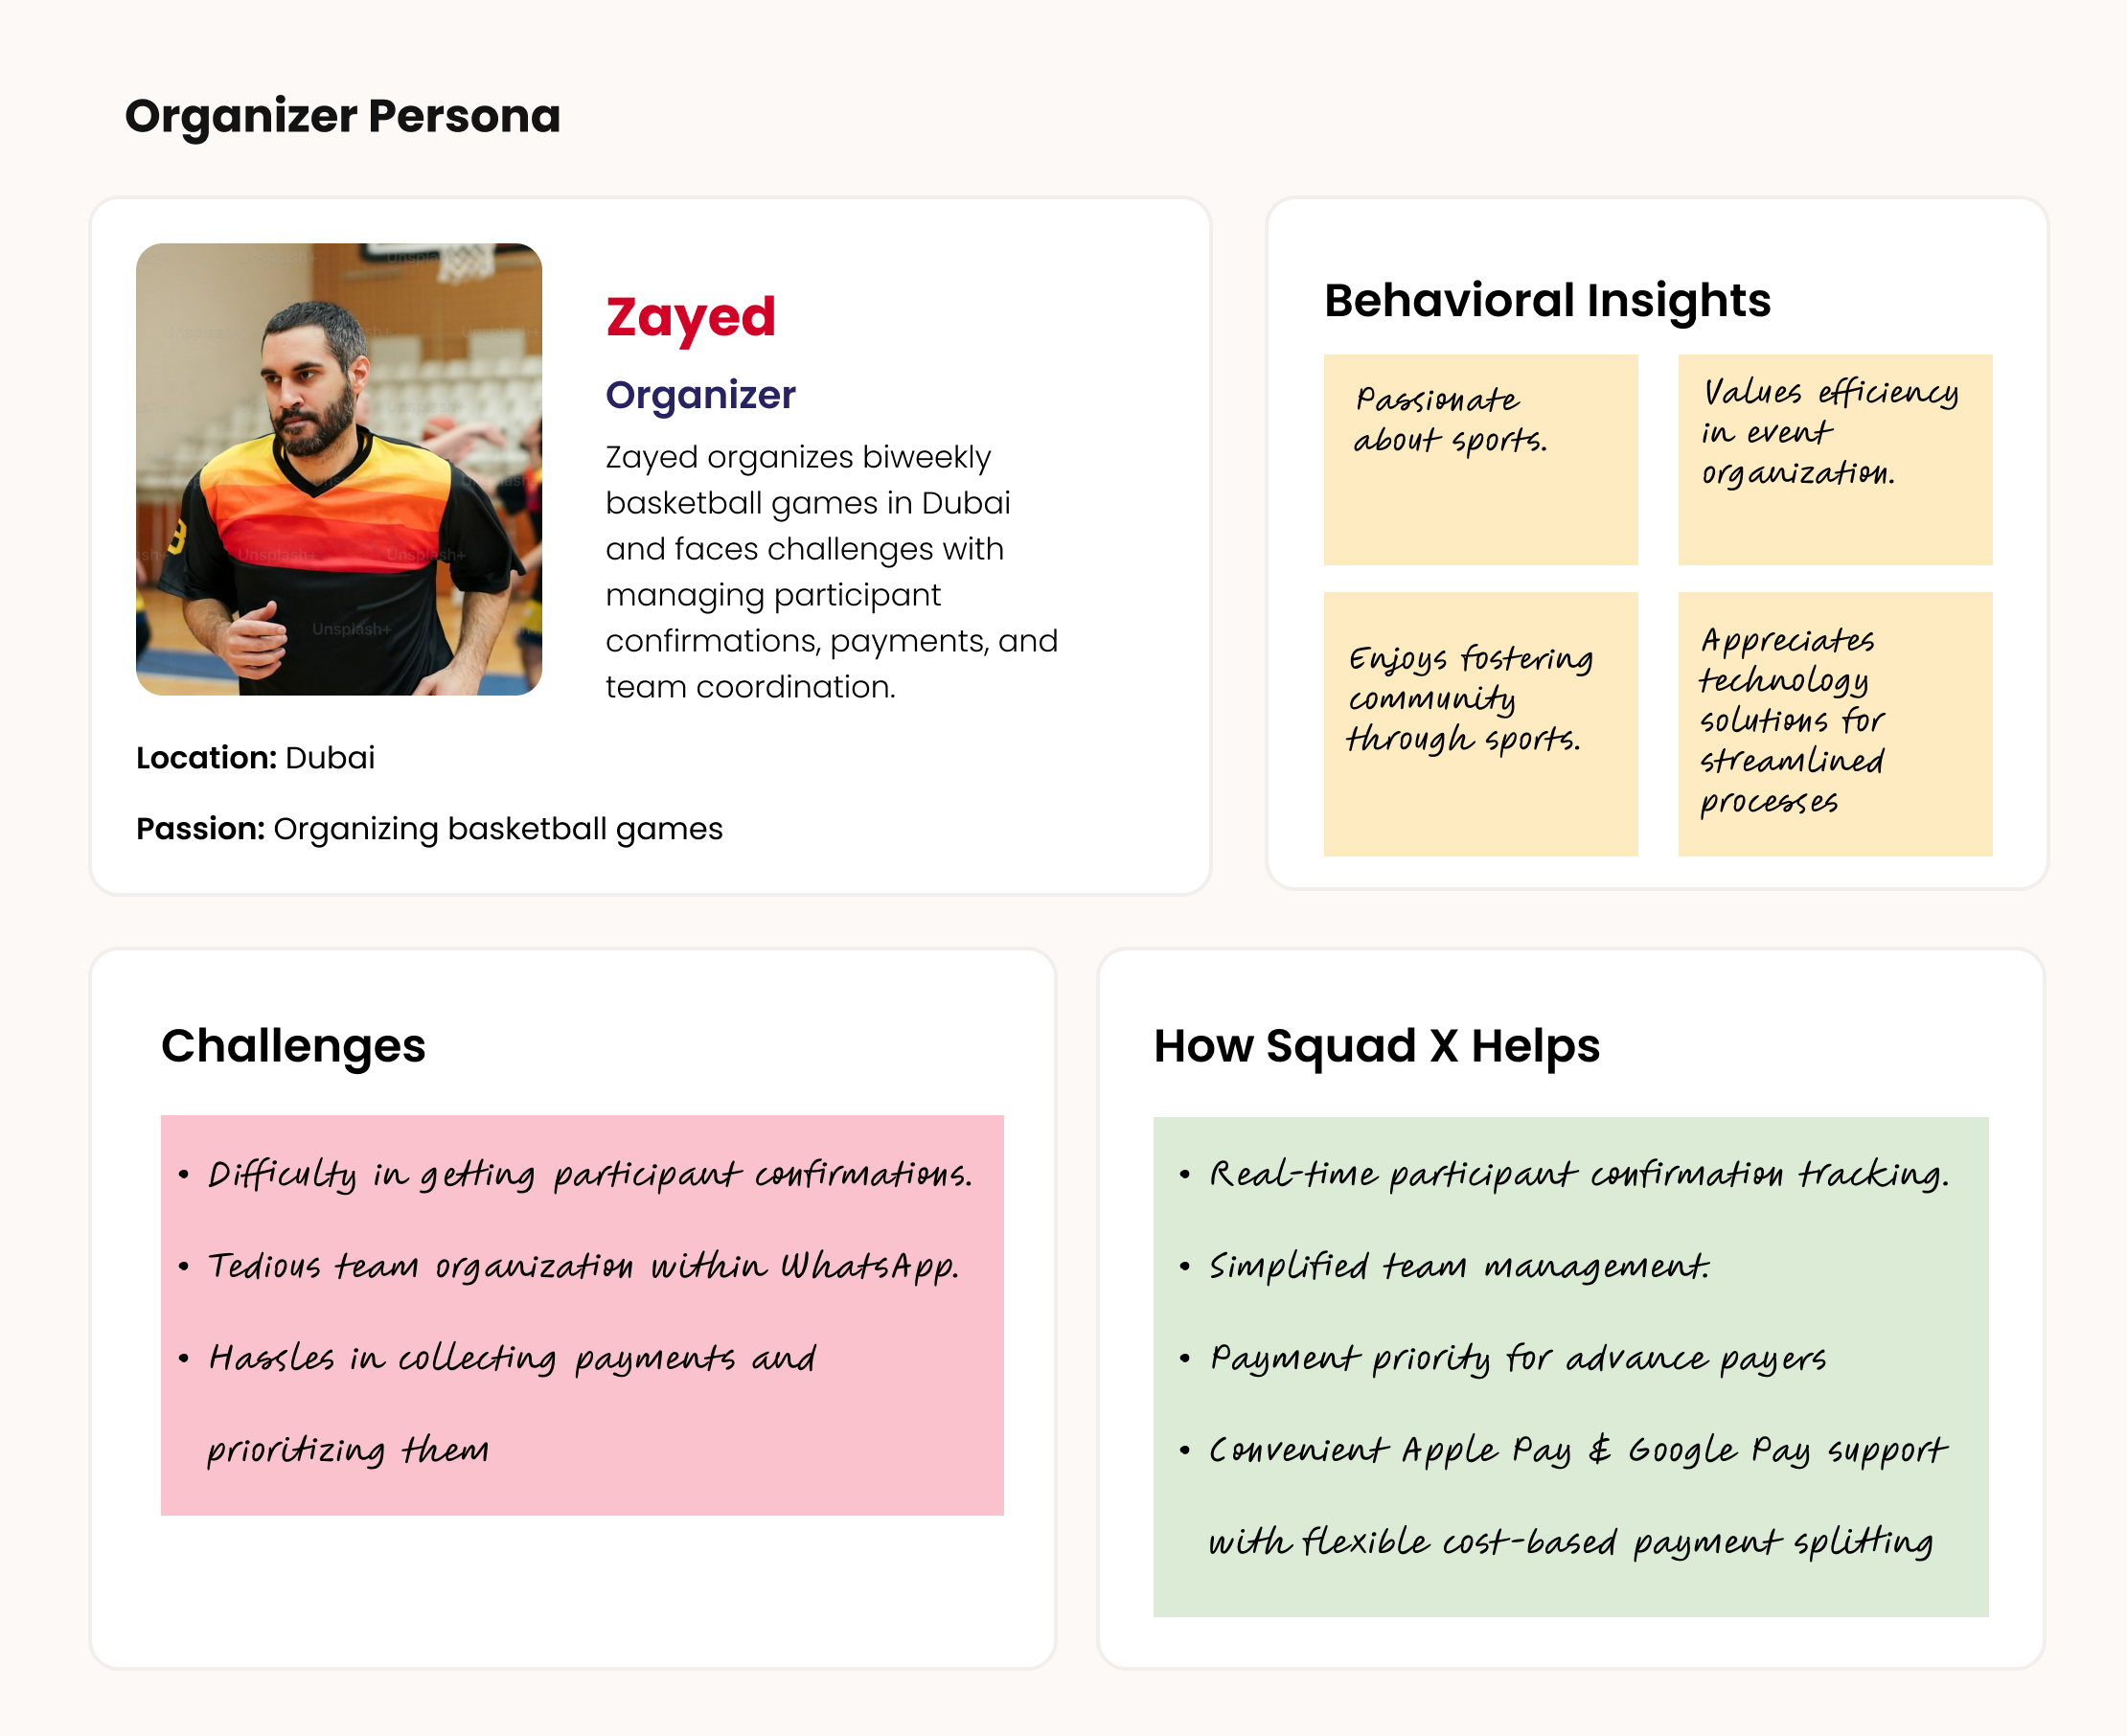 Organizer Persona
Zayed
Organizer
Zayed organizes biweekly
basketball games in Dubai
and faces challenges with
managing participant
confirmations, payments, and
team coordination.
Location: Dubai
Passion: Organizing basketball games
Unsplash+
Unsplash+
Unsplash+
Behavioral Insights
Passionate
about sports.
Values efficiency
in event
organization.
Enjoys fostering
community
through sports.
Appreciates
technology
solutions for
streamlined
processes
Challenges
• Difficulty in getting participant confirmations.
• Tedious team organization within WhatsApp.
• Hassles in collecting payments and
prioritizing them
How Squad X Helps
• Real-time participant confirmation tracking.
• Simplified team management.
• Payment priority for advance payers
• Convenient Apple Pay & Google Pay support
with flexible cost-based payment splitting